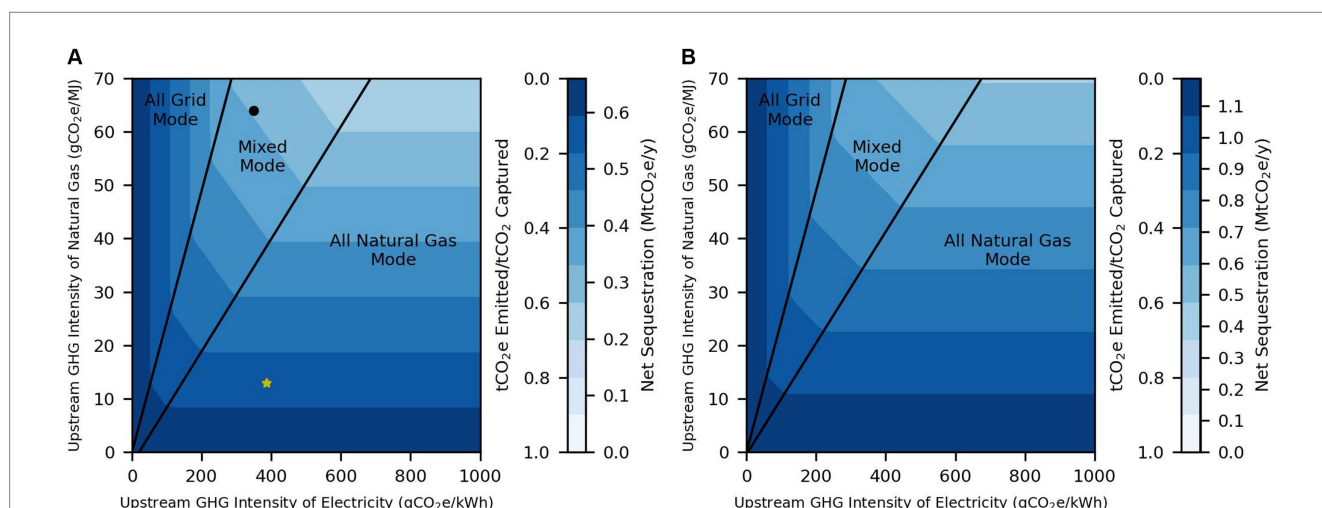 A
B
Upstream GHG Intensity of Natural Gas (gCO₂e/MJ)
70
60
50
40
30
20
10
0
All Grid
Mode
Mixed
Mode
All Natural Gas
Mode
0 200 400 600 800 1000
Upstream GHG Intensity of Electricity (gCO₂e/kWh)
tCO₂e Emitted/tCO₂ Captured
0.0
0.2
0.4
0.6
0.8
1.0
0.6
0.5
0.4
0.3
0.2
0.1
0.0
Net Sequestration (MtCO₂e/y)
Upstream GHG Intensity of Natural Gas (gCO₂e/MJ)
70
60
50
40
30
20
10
0
All Grid
Mode
Mixed
Mode
All Natural Gas
Mode
0 200 400 600 800 1000
Upstream GHG Intensity of Electricity (gCO₂e/kWh)
tCO₂e Emitted/tCO₂ Captured
0.0
0.2
0.4
0.6
0.8
1.0
1.1
1.0
0.9
0.8
0.7
0.6
0.5
0.4
0.3
0.2
0.1
0.0
Net Sequestration (MtCO₂e/y)